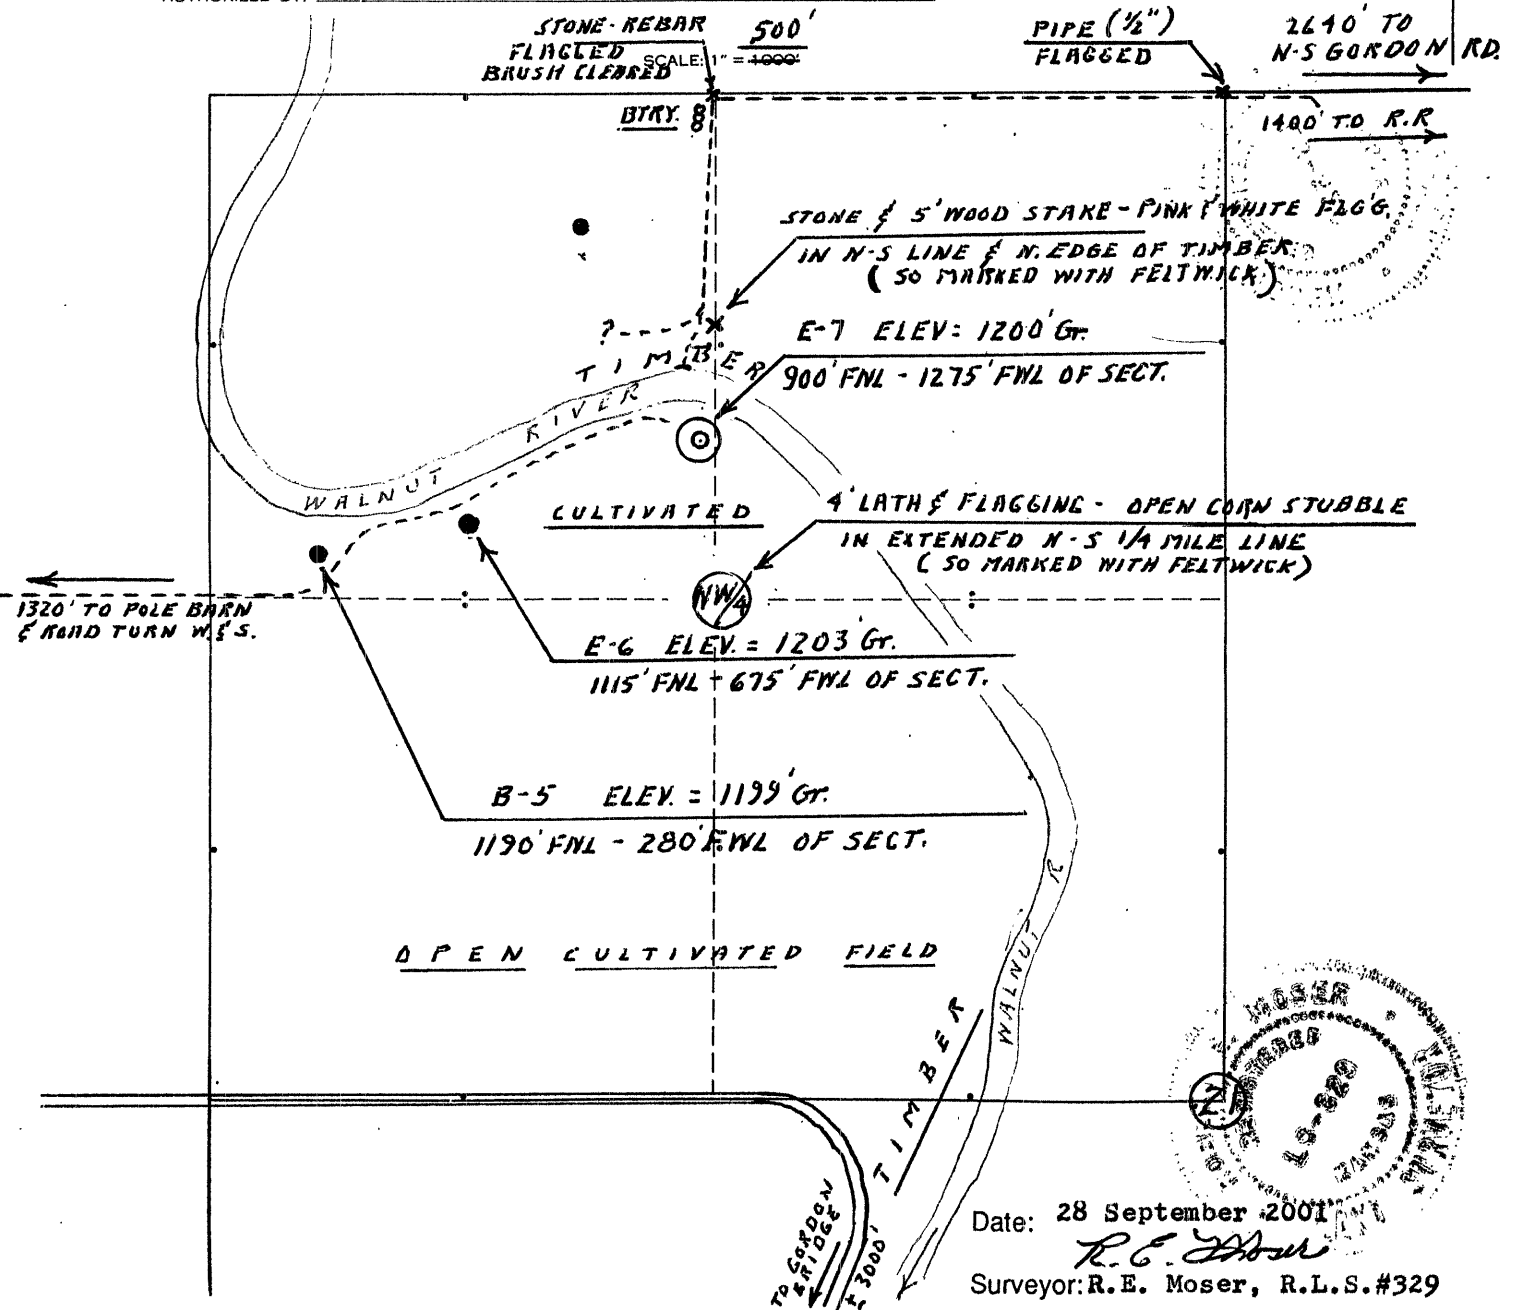 STONE-REBAR
FLAGGED
BRUSH CLEARED
500'
SCALE: 1" = 1000'
PIPE (1/2")
FLAGGED
2640' TO
N-S GORDON RD.
BTRY.
1400' TO R.R
STONE & 5' WOOD STAKE - PINK & WHITE FLG'G.
IN N-S LINE & N. EDGE OF TIMBER
( SO MARKED WITH FELTWICK )
?
E-7 ELEV = 1200' Gr.
900' FNL - 1275' FWL OF SECT.
TIMBER
WALNUT RIVER
CULTIVATED
4' LATH & FLAGGING - OPEN CORN STUBBLE
IN EXTENDED N-S 1/4 MILE LINE
( SO MARKED WITH FELTWICK )
NW/4
1320' TO POLE BARN
& ROAD TURN W. & S.
E-6 ELEV. = 1203' Gr.
1115' FNL - 675' FWL OF SECT.
B-5 ELEV. = 1199' Gr.
1190' FNL - 280' FWL OF SECT.
WALNUT R
OPEN CULTIVATED FIELD
TIMBER
21
MOSER
TO GORDON
BRIDGE
± 3000'
Date: 28 September 2001
R. E. Moser
Surveyor: R.E. Moser, R.L.S.#329